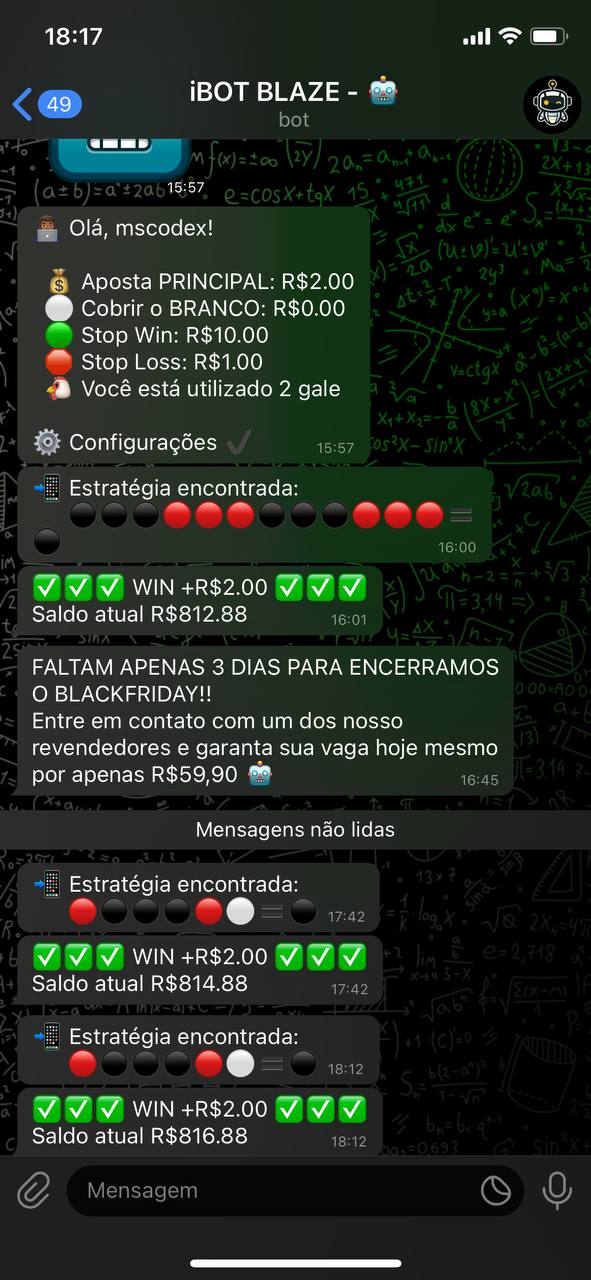 18:17
49
iBOT BLAZE - 🤖
bot
15:57
👨🏾‍💻 Olá, mscodex!
💰 Aposta PRINCIPAL: R$2.00
⚪ Cobrir o BRANCO: R$0.00
🟢 Stop Win: R$10.00
🛑 Stop Loss: R$1.00
🐔 Você está utilizado 2 gale
⚙️ Configurações ✔️
15:57
📲 Estratégia encontrada:
⚫⚫⚫🔴🔴🔴⚫⚫⚫🔴🔴🔴 =
⚫
16:00
✅✅✅ WIN +R$2.00 ✅✅✅
Saldo atual R$812.88
16:01
FALTAM APENAS 3 DIAS PARA ENCERRAMOS
O BLACKFRIDAY!!
Entre em contato com um dos nosso
revendedores e garanta sua vaga hoje mesmo
por apenas R$59,90 🤖
16:45
Mensagens não lidas
📲 Estratégia encontrada:
🔴⚫⚫⚫🔴⚪ = ⚫ 17:42
✅✅✅ WIN +R$2.00 ✅✅✅
Saldo atual R$814.88
17:42
📲 Estratégia encontrada:
🔴⚫⚫⚫🔴⚪ = ⚫ 18:12
✅✅✅ WIN +R$2.00 ✅✅✅
Saldo atual R$816.88
18:12
Mensagem